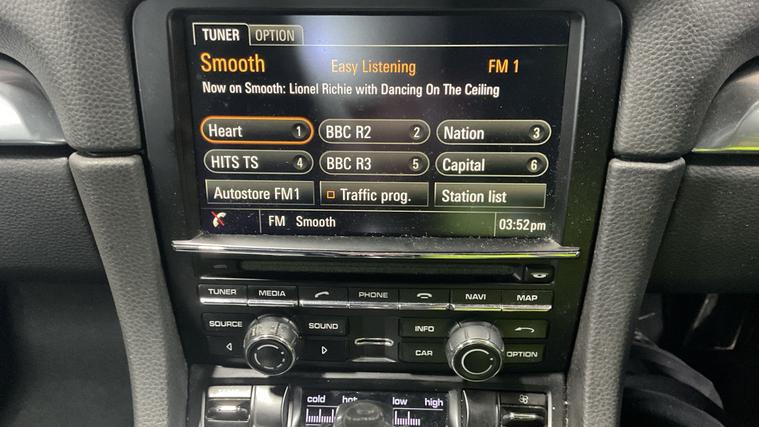 TUNER OPTION
Smooth Easy Listening FM 1
Now on Smooth: Lionel Richie with Dancing On The Ceiling
Heart 1 BBC R2 2 Nation 3
HITS TS 4 BBC R3 5 Capital 6
Autostore FM1 Traffic prog. Station list
FM Smooth 03:52pm
TUNER MEDIA PHONE NAVI MAP
SOURCE SOUND INFO
CAR OPTION
cold hot low high